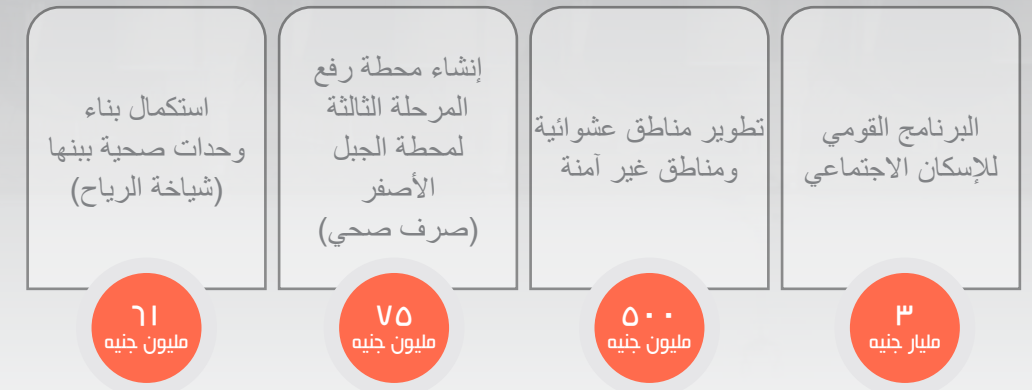 البرنامج القومي
للإسكان الاجتماعي
٣
مليار جنيه
تطوير مناطق عشوائية
ومناطق غير آمنة
٥٠٠
مليون جنيه
إنشاء محطة رفع
المرحلة الثالثة
لمحطة الجبل
الأصفر
(صرف صحي)
٧٥
مليون جنيه
استكمال بناء
وحدات صحية ببنها
(شياخة الرياح)
٦١
مليون جنيه